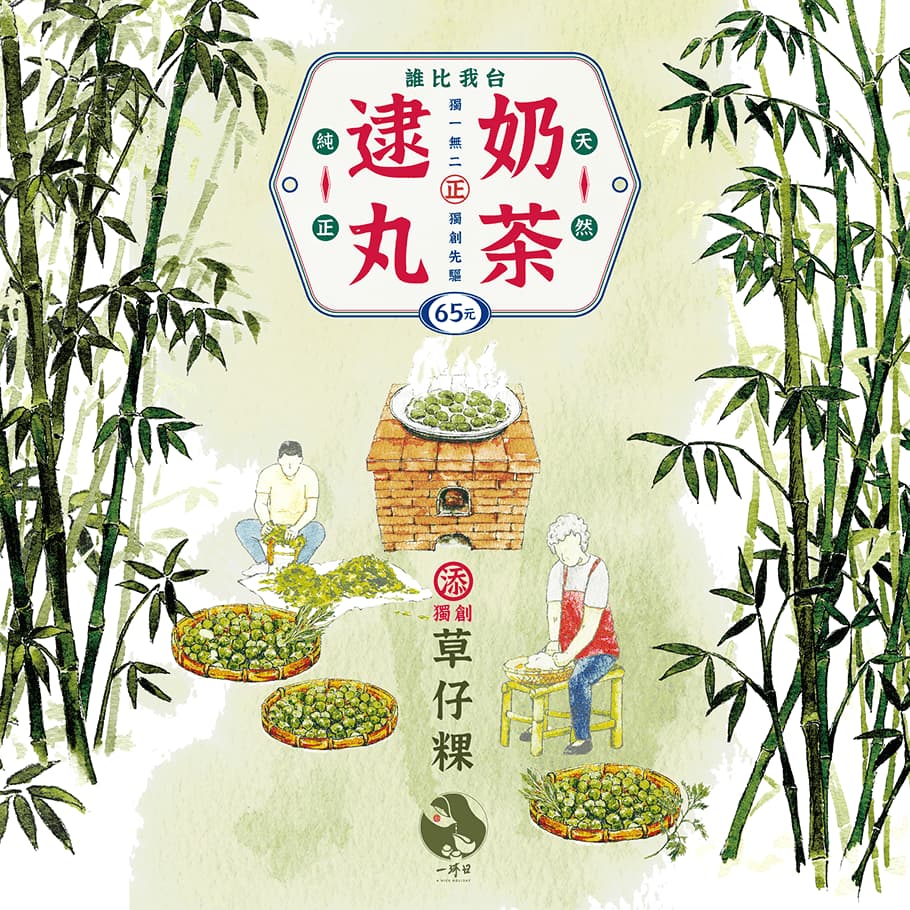 誰比我台
奶茶
逮丸
獨一無二
正
獨創先驅
天然
純正
65元
添
獨創
草仔粿
一孧日
A NICE HOLIDAY